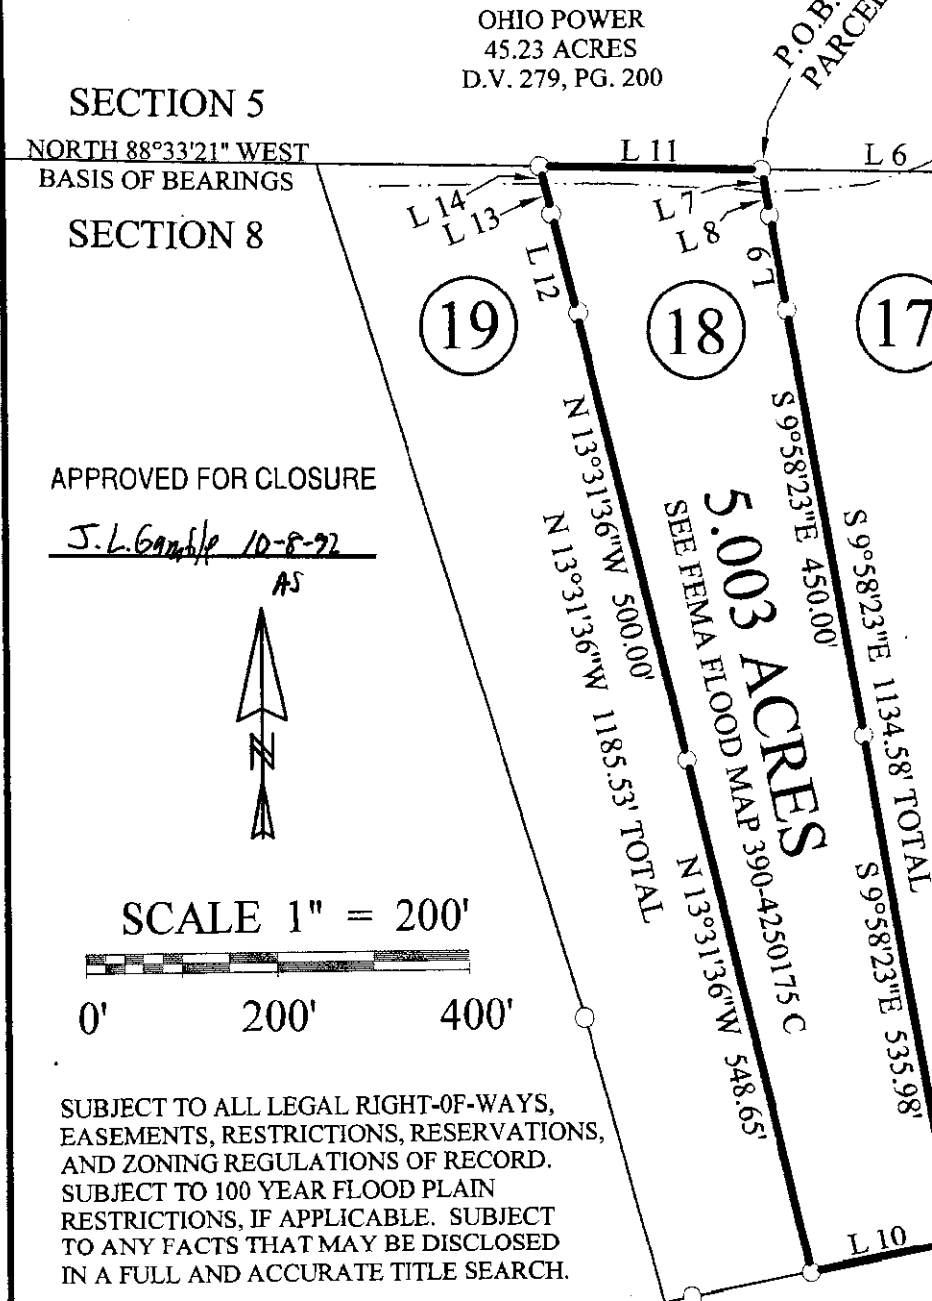 OHIO POWER
45.23 ACRES
D.V. 279, PG. 200
P.O.B.
PARCEL
SECTION 5
NORTH 88°33'21" WEST
BASIS OF BEARINGS
SECTION 8
L 11
L 6
L 14
L 13
L 12
L 7
L 8
L 9
19
18
17
N 13°31'36"W 500.00'
N 13°31'36"W 1185.53' TOTAL
N 13°31'36"W 548.65'
5.003 ACRES
SEE FEMA FLOOD MAP 390-4250175 C
S 9°58'23"E 450.00'
S 9°58'23"E 1134.58' TOTAL
S 9°58'23"E 535.98'
L 10
APPROVED FOR CLOSURE
J.L. Gamble 10-8-92
AS
N
SCALE 1" = 200'
0' 200' 400'
SUBJECT TO ALL LEGAL RIGHT-OF-WAYS,
EASEMENTS, RESTRICTIONS, RESERVATIONS,
AND ZONING REGULATIONS OF RECORD.
SUBJECT TO 100 YEAR FLOOD PLAIN
RESTRICTIONS, IF APPLICABLE. SUBJECT
TO ANY FACTS THAT MAY BE DISCLOSED
IN A FULL AND ACCURATE TITLE SEARCH.